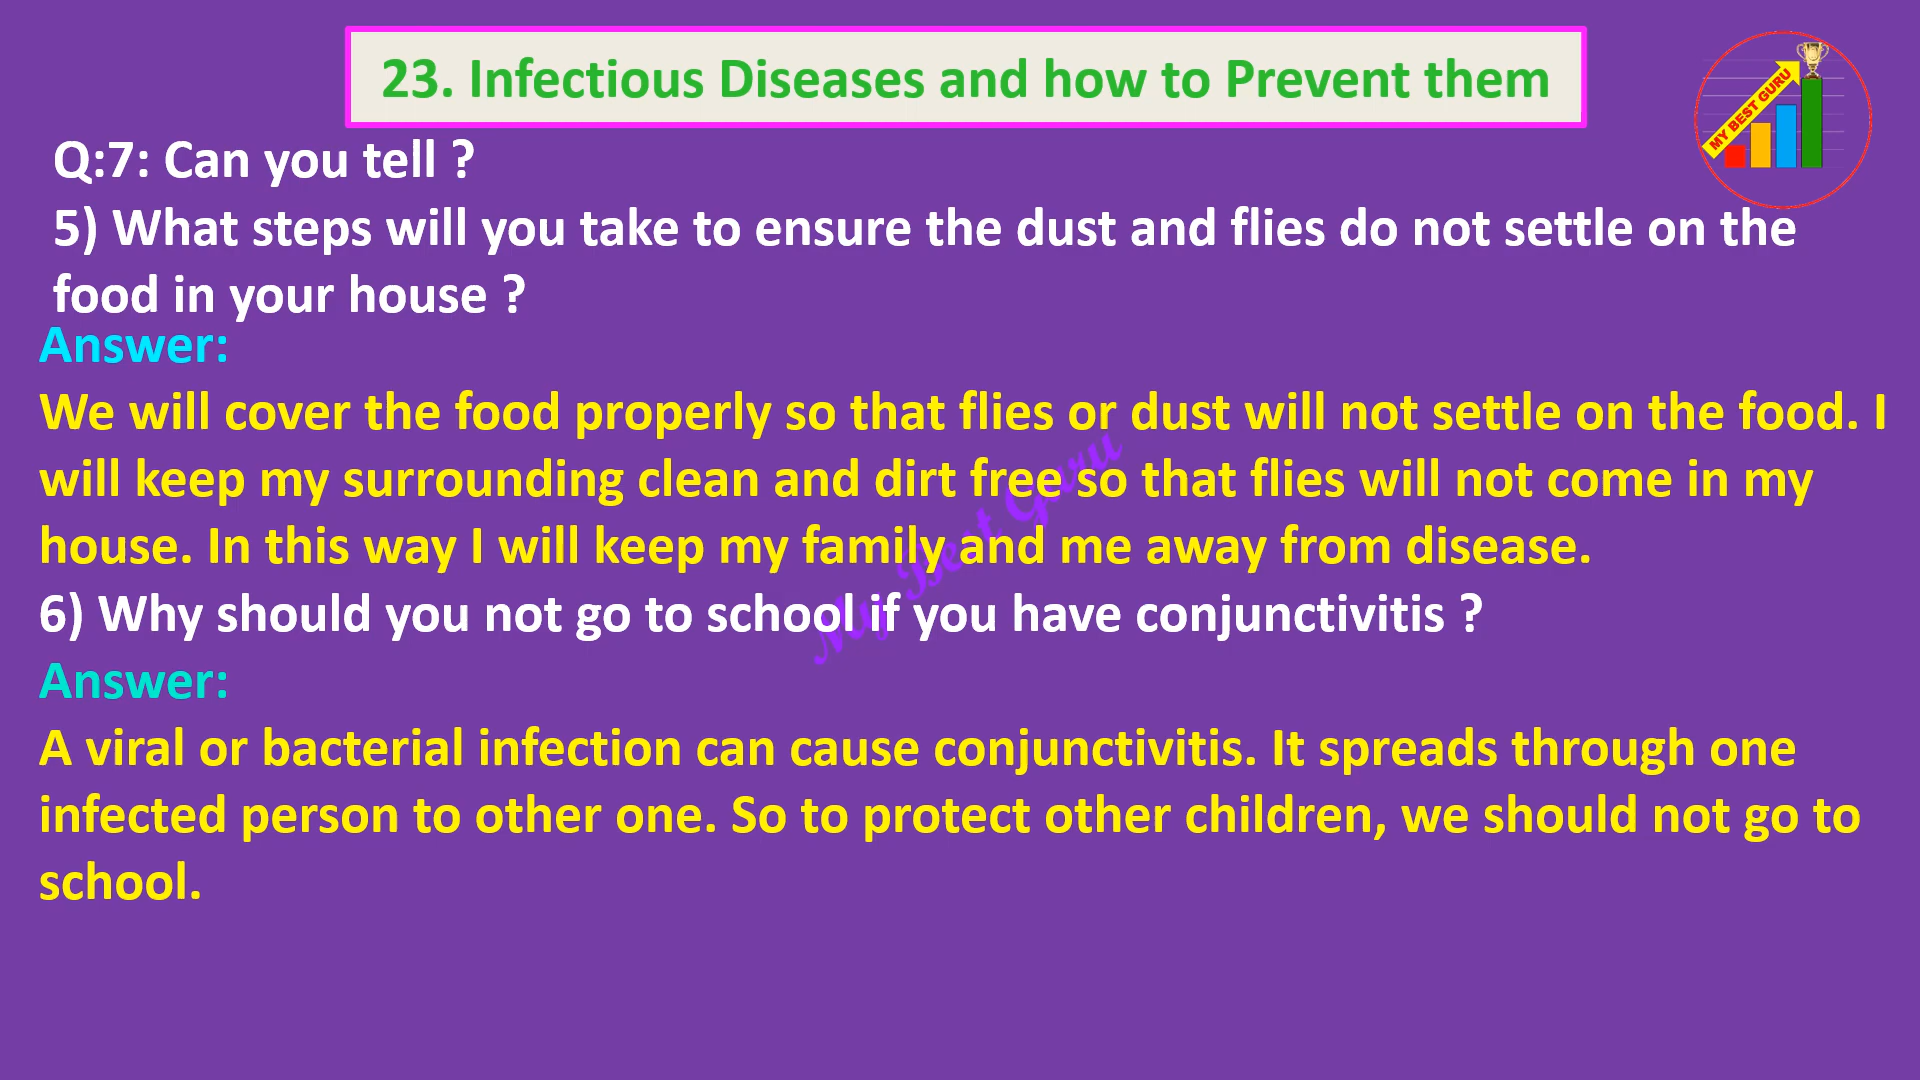 23. Infectious Diseases and how to Prevent them
MY BEST GURU
Q:7: Can you tell ?
5) What steps will you take to ensure the dust and flies do not settle on the
food in your house ?
Answer:
We will cover the food properly so that flies or dust will not settle on the food. I
will keep my surrounding clean and dirt free so that flies will not come in my
house. In this way I will keep my family and me away from disease.
My Best Guru
6) Why should you not go to school if you have conjunctivitis ?
Answer:
A viral or bacterial infection can cause conjunctivitis. It spreads through one
infected person to other one. So to protect other children, we should not go to
school.